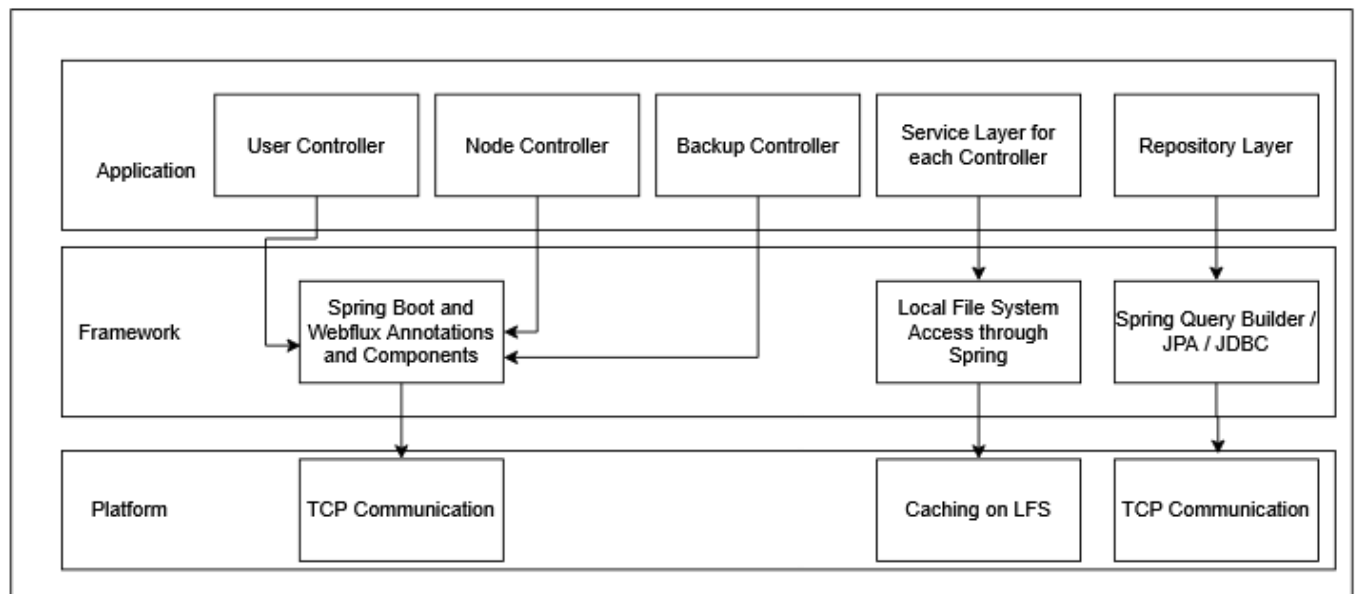 Application
User Controller
Node Controller
Backup Controller
Service Layer for
each Controller
Repository Layer
Framework
Spring Boot and
Webflux Annotations
and Components
Local File System
Access through
Spring
Spring Query Builder /
JPA / JDBC
Platform
TCP Communication
Caching on LFS
TCP Communication